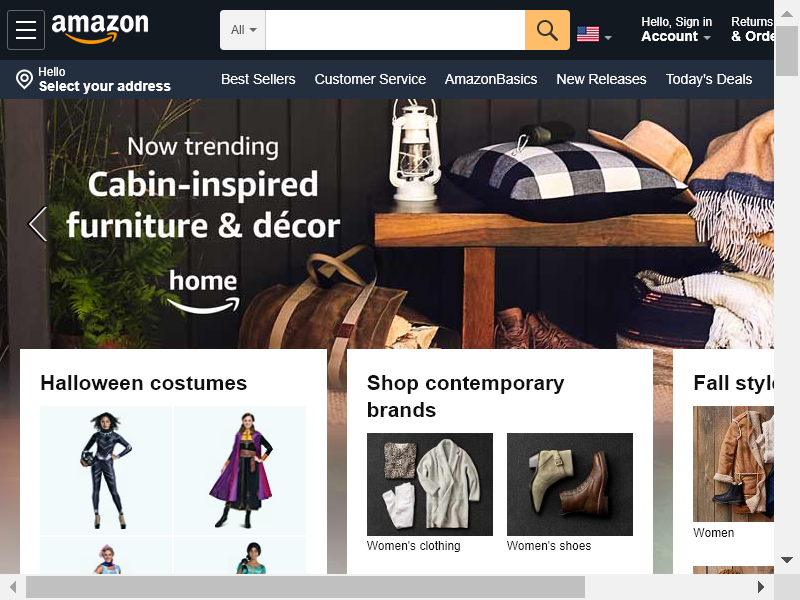 amazon
All
Hello, Sign in
Account
Returns
& Orde
Hello
Select your address
Best Sellers
Customer Service
AmazonBasics
New Releases
Today's Deals
Now trending
Cabin-inspired
furniture & décor
home
Halloween costumes
Shop contemporary
brands
Women's clothing
Women's shoes
Fall style
Women